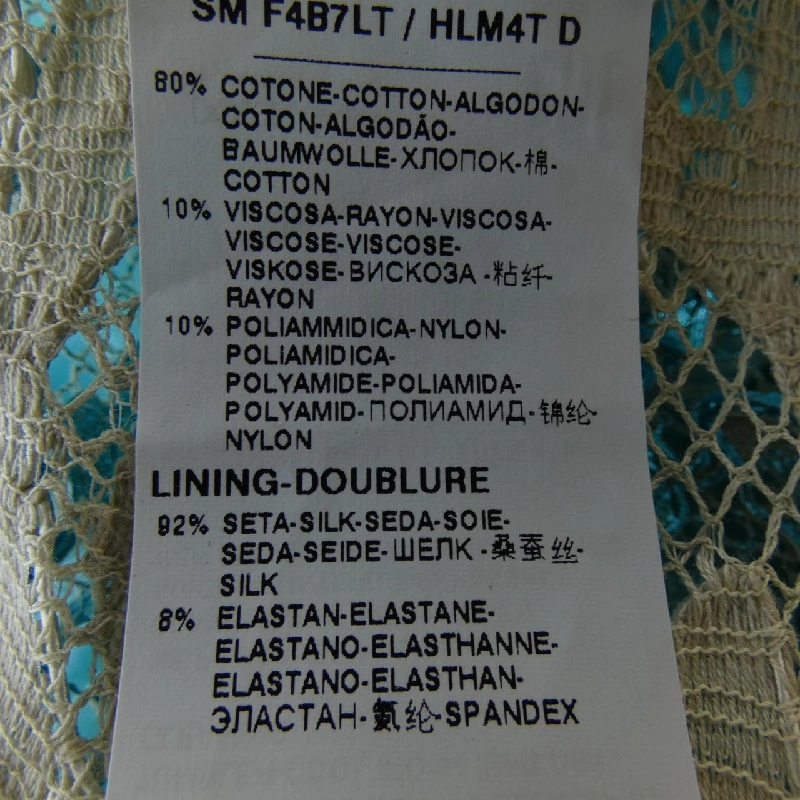 SM F4B7LT / HLM4T D
80% COTONE-COTTON-ALGODON-
COTON-ALGODÃO-
BAUMWOLLE-ХЛОПОК-棉-
COTTON
10% VISCOSA-RAYON-VISCOSA-
VISCOSE-VISCOSE-
VISKOSE-ВИСКОЗА -粘纤-
RAYON
10% POLIAMMIDICA-NYLON-
POLIAMIDICA-
POLYAMIDE-POLIAMIDA-
POLYAMID-ПОЛИАМИД-锦纶-
NYLON
LINING-DOUBLURE
92% SETA-SILK-SEDA-SOIE-
SEDA-SEIDE-ШЕЛК -桑蚕丝-
SILK
8% ELASTAN-ELASTANE-
ELASTANO-ELASTHANNE-
ELASTANO-ELASTHAN-
ЭЛАСТАН-氨纶-SPANDEX